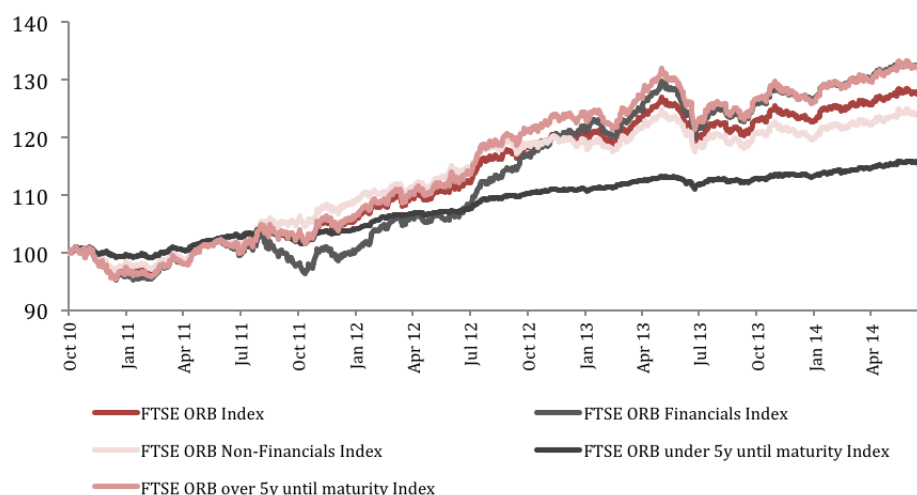 140
130
120
110
100
90
Oct 10
Jan 11
Apr 11
Jul 11
Oct 11
Jan 12
Apr 12
Jul 12
Oct 12
Jan 13
Apr 13
Jul 13
Oct 13
Jan 14
Apr 14
FTSE ORB Index
FTSE ORB Financials Index
FTSE ORB Non-Financials Index
FTSE ORB under 5y until maturity Index
FTSE ORB over 5y until maturity Index